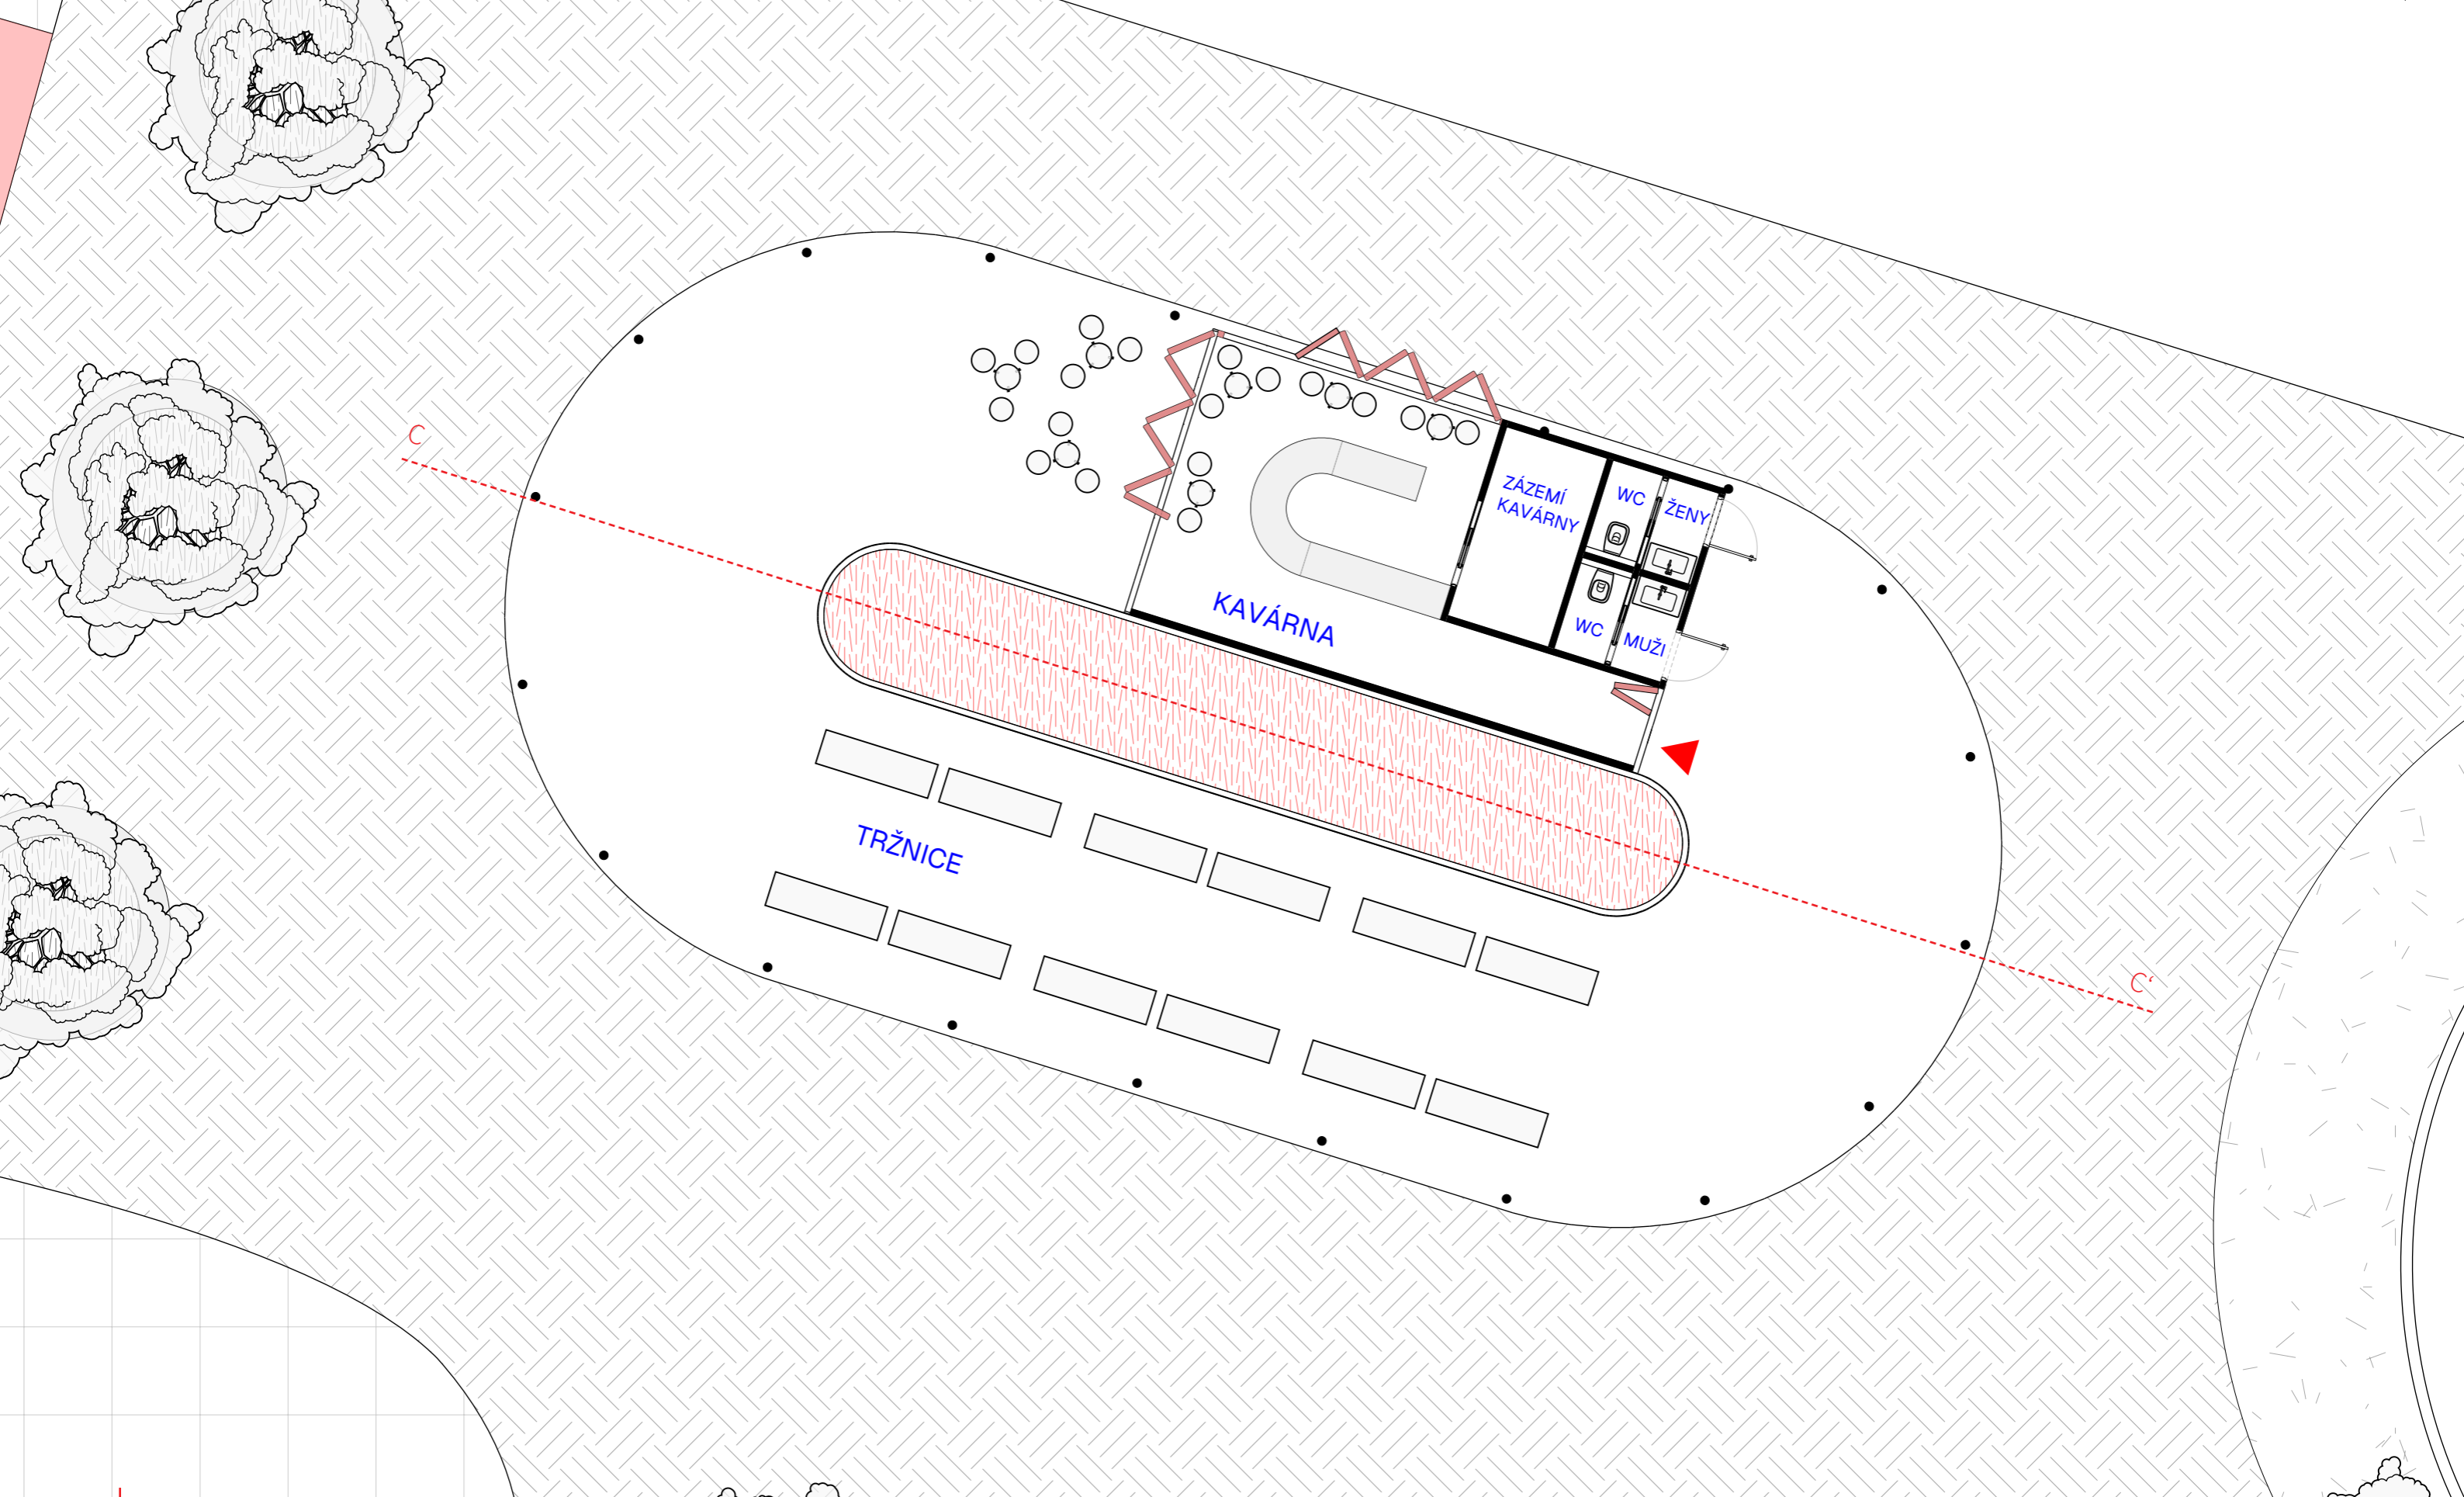 C
ZÁZEMÍ
KAVÁRNY
WC
ŽENY
KAVÁRNA
WC
MUŽI
TRŽNICE
C'